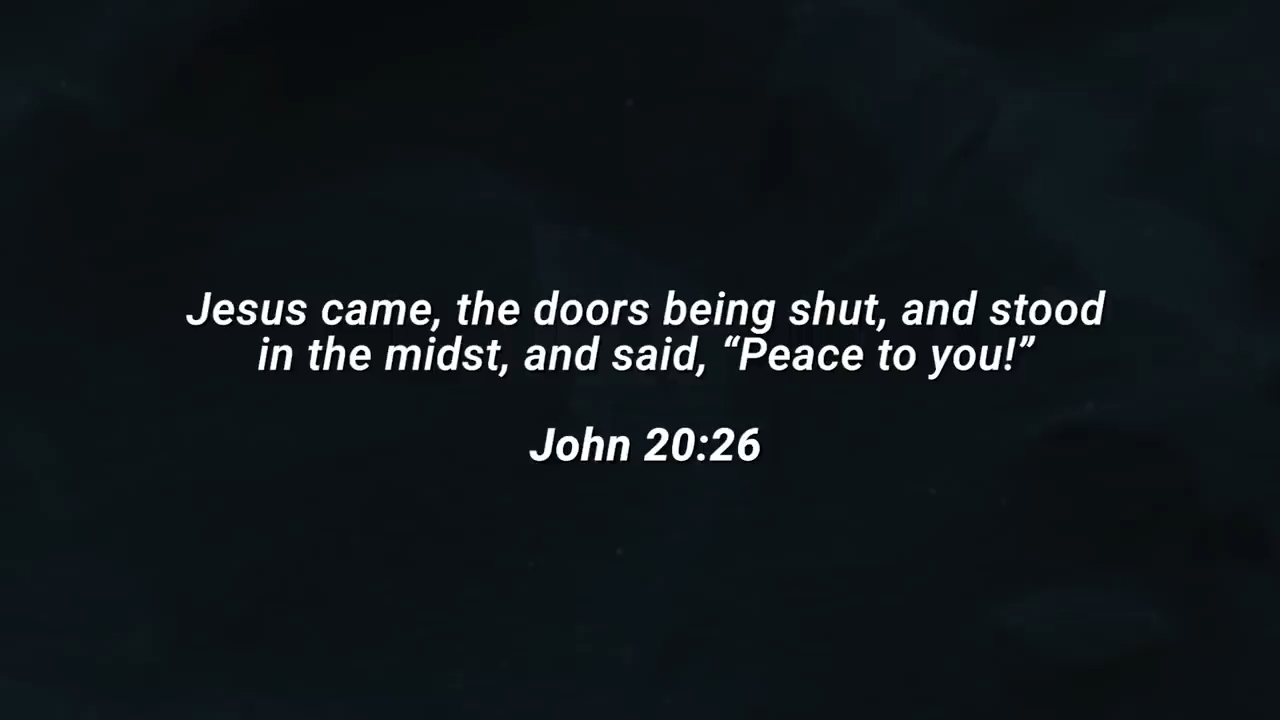 Jesus came, the doors being shut, and stood
in the midst, and said, “Peace to you!”
John 20:26